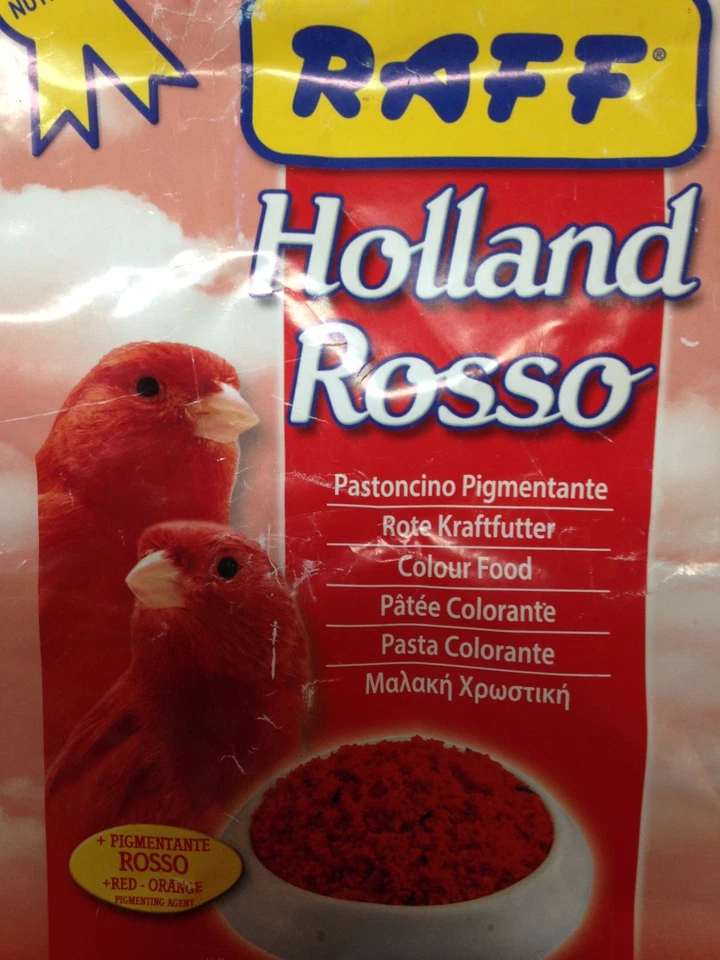 RAFF®
Holland
Rosso
Pastoncino Pigmentante
Rote Kraftfutter
Colour Food
Pâtée Colorante
Pasta Colorante
Μαλακή Χρωστική
+ PIGMENTANTE
ROSSO
+RED - ORANGE
PIGMENTING AGENT